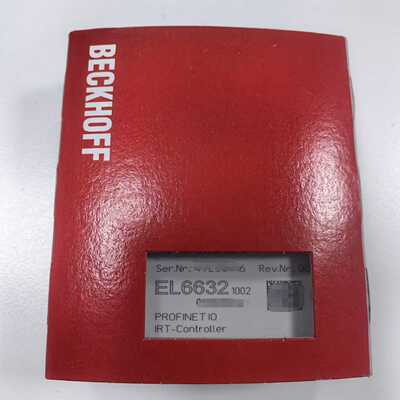 BECKHOFF
Ser.Nr. Rev.Nr.
EL6632 1002
PROFINET IO
IRT-Controller